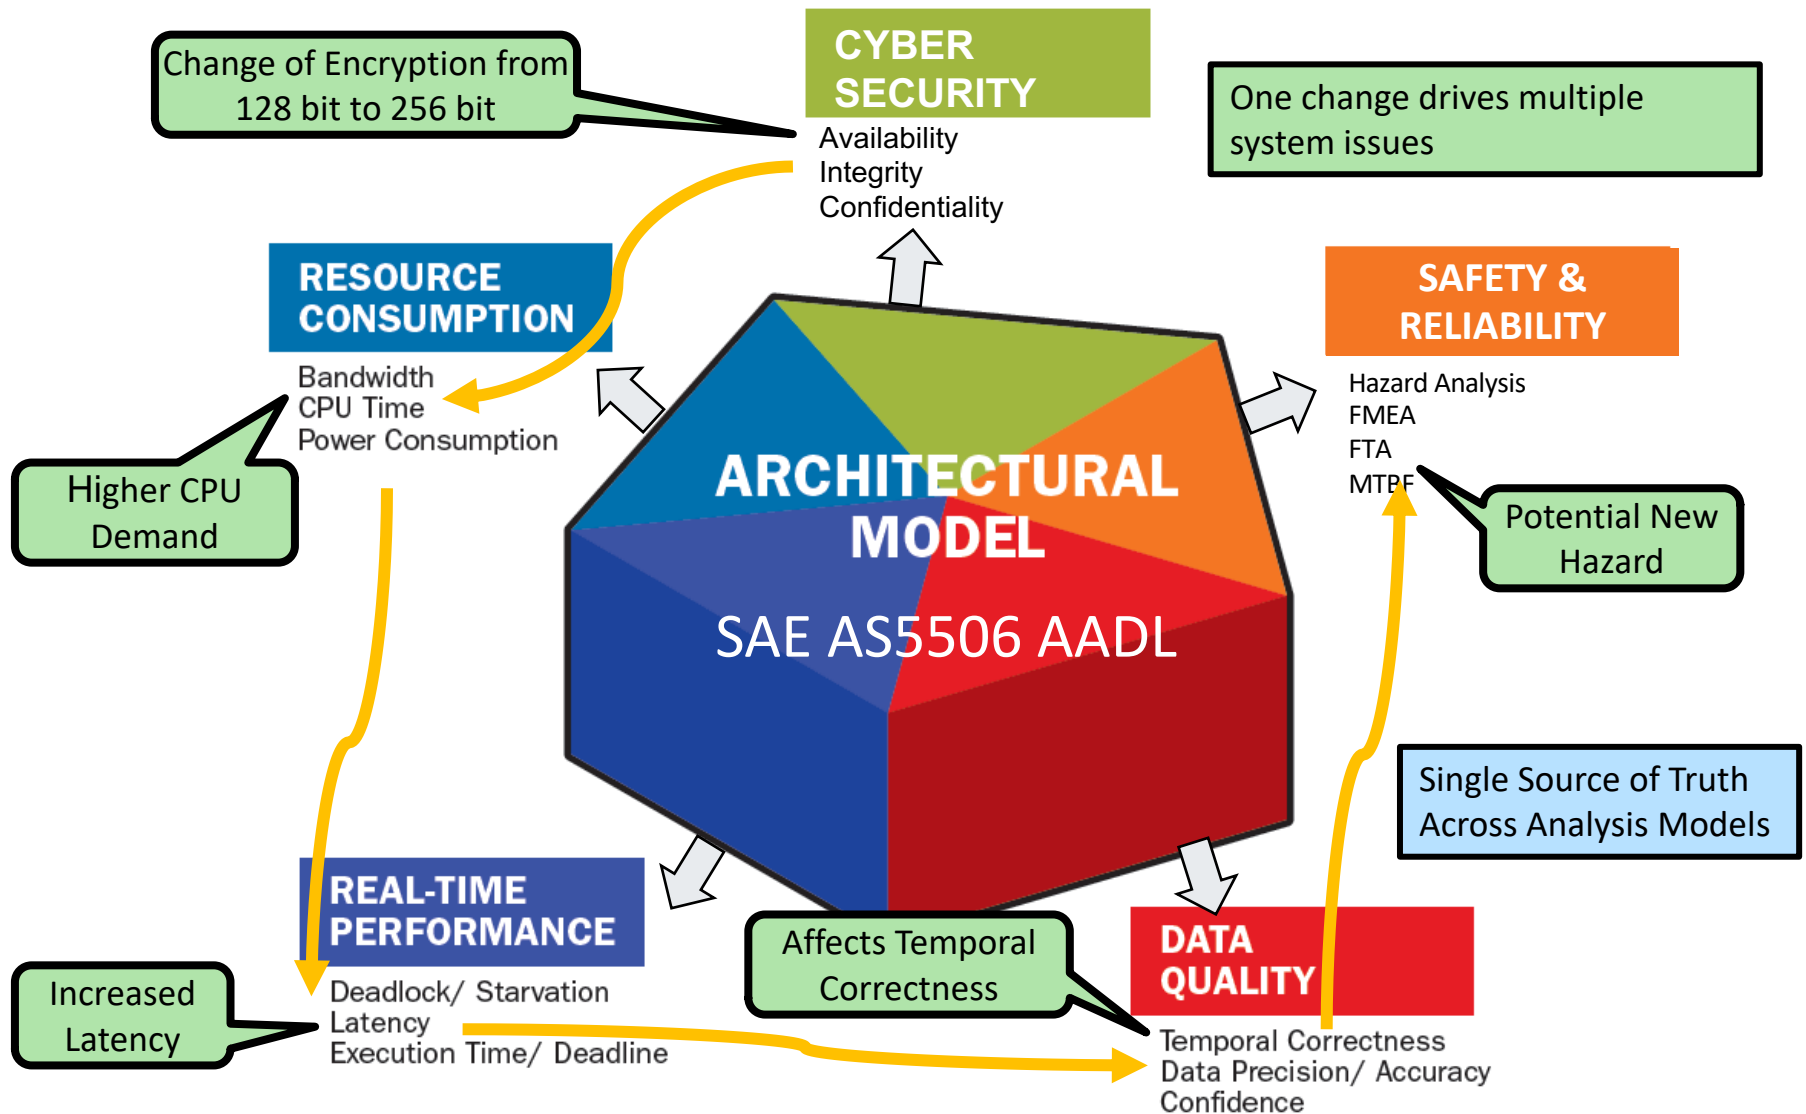 Change of Encryption from
128 bit to 256 bit
CYBER
SECURITY
Availability
Integrity
Confidentiality
One change drives multiple
system issues
RESOURCE
CONSUMPTION
Bandwidth
CPU Time
Power Consumption
Higher CPU
Demand
SAFETY &
RELIABILITY
Hazard Analysis
FMEA
FTA
MTBF
Potential New
Hazard
ARCHITECTURAL
MODEL
SAE AS5506 AADL
Single Source of Truth
Across Analysis Models
REAL-TIME
PERFORMANCE
Deadlock/ Starvation
Latency
Execution Time/ Deadline
Increased
Latency
Affects Temporal
Correctness
DATA
QUALITY
Temporal Correctness
Data Precision/ Accuracy
Confidence